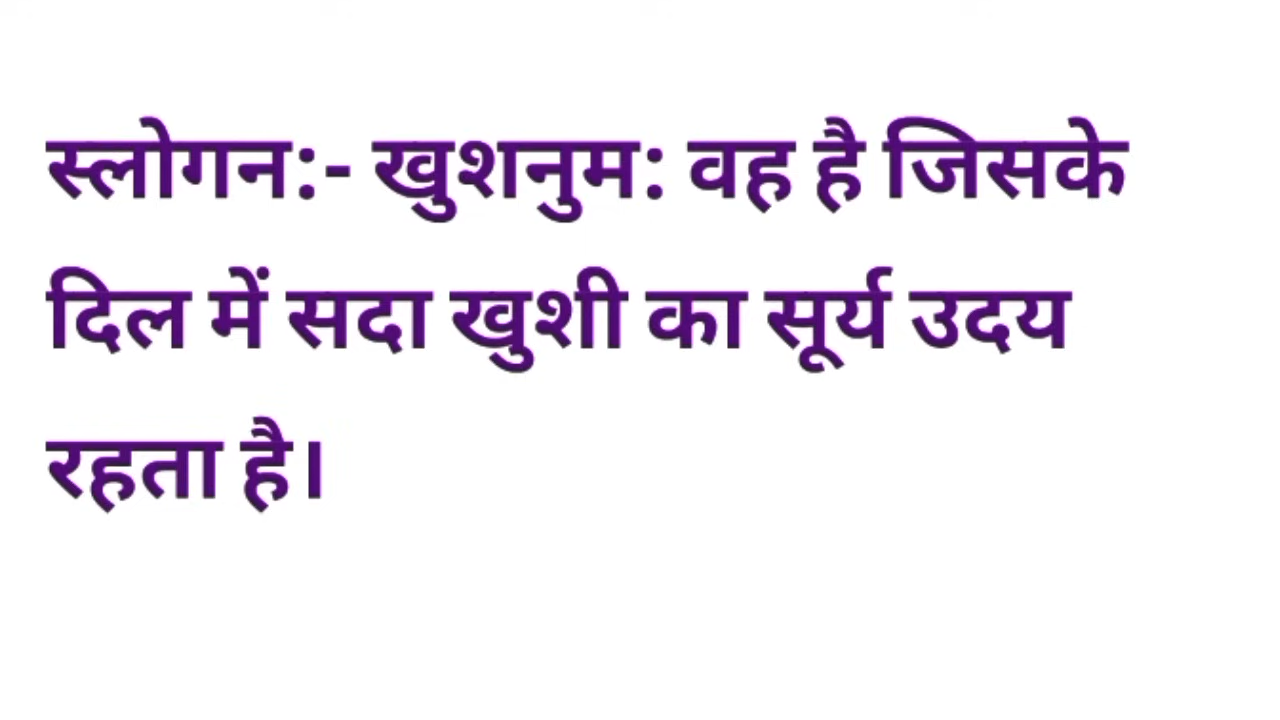 स्लोगन:- खुशनुम: वह है जिसके
दिल में सदा खुशी का सूर्य उदय
रहता है।